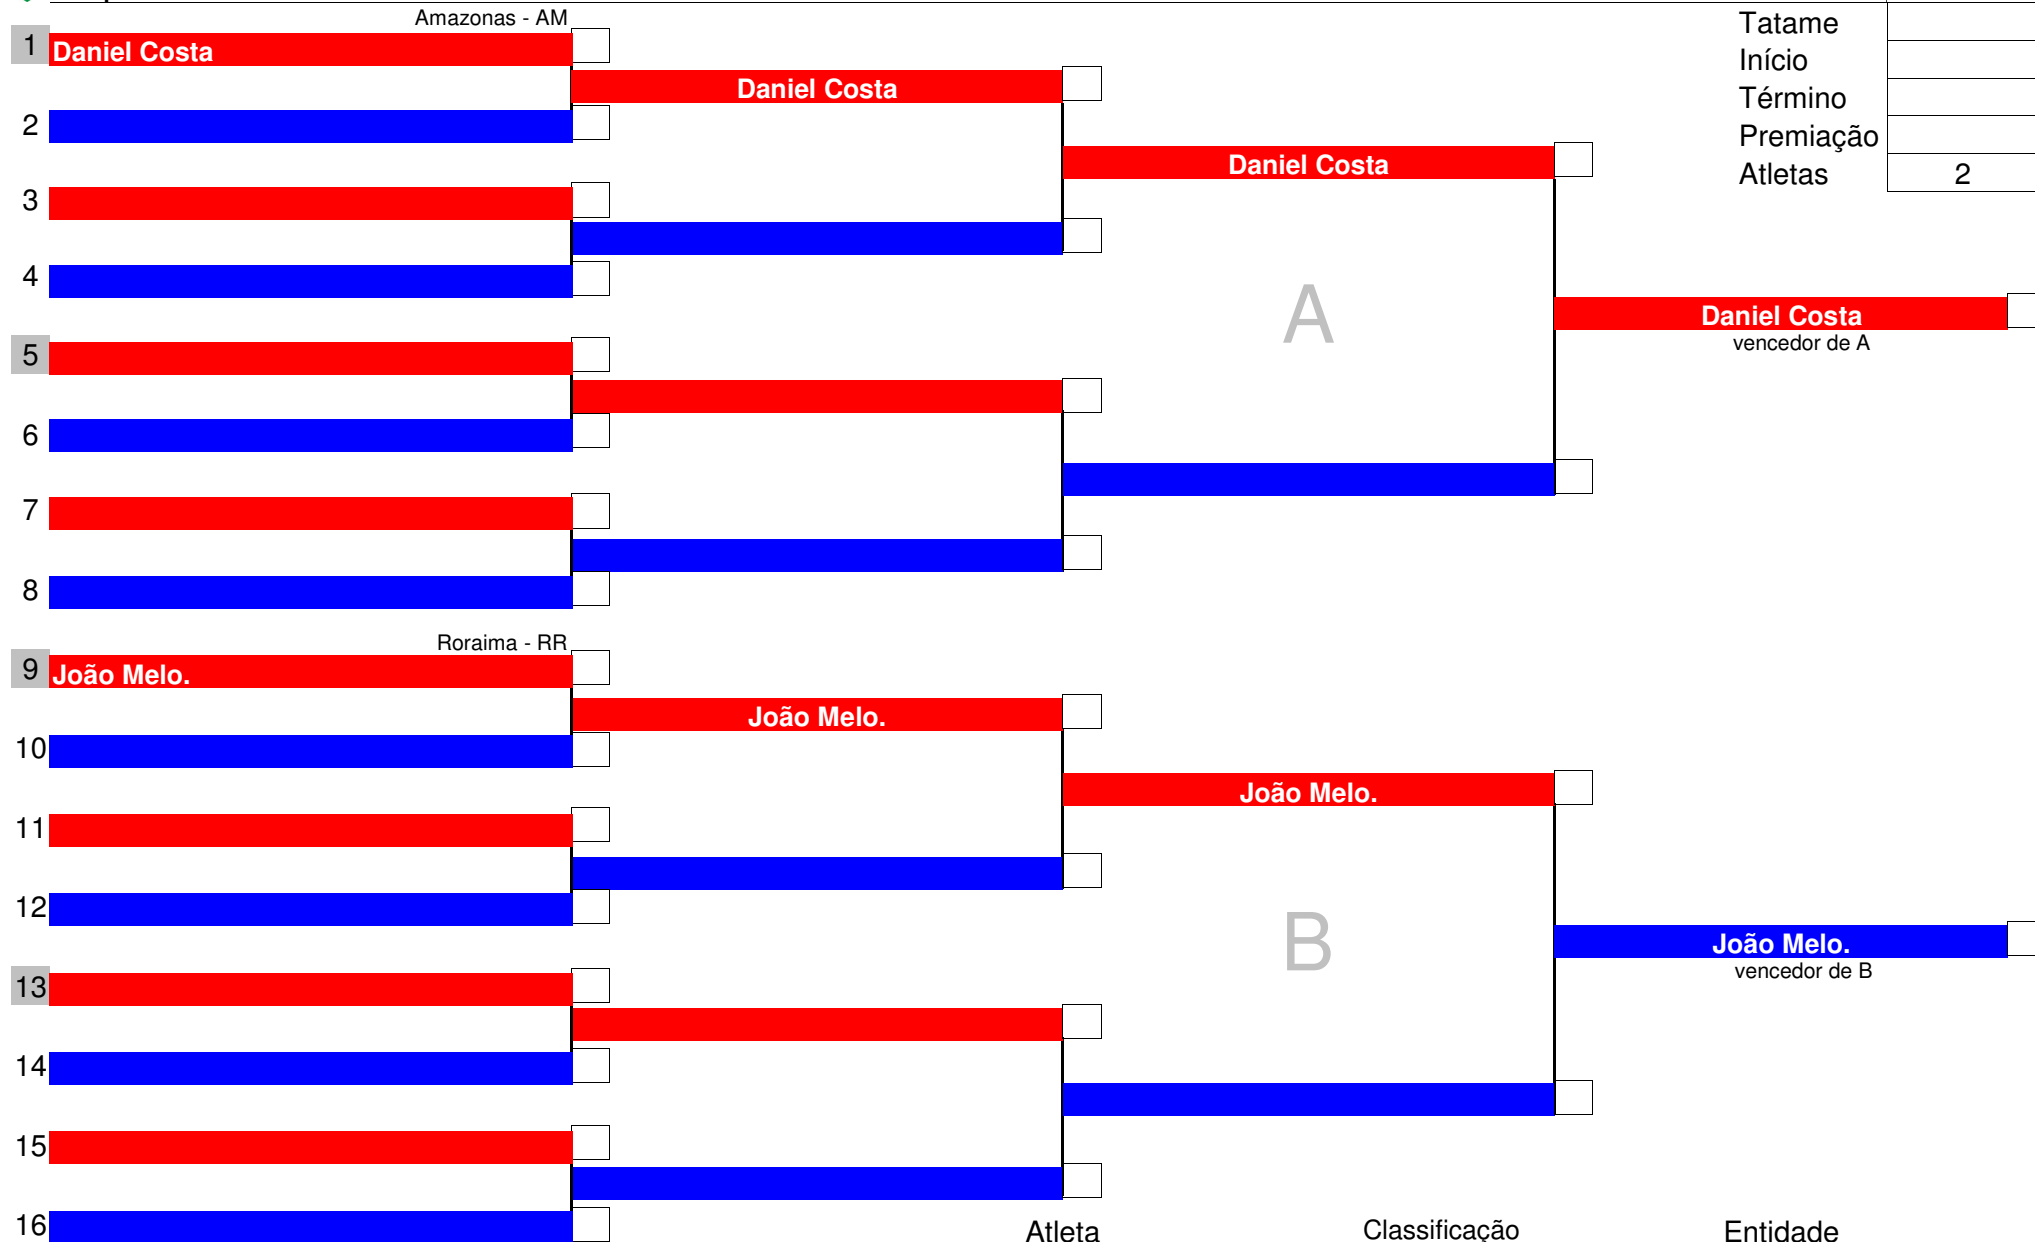 Amazonas - AM
Tatame
1 Daniel Costa
Início
Daniel Costa
Término
2
Premiação
Daniel Costa
Atletas 2
3
4
A
Daniel Costa
vencedor de A
5
6
7
8
Roraima - RR
9 João Melo.
João Melo.
10
João Melo.
11
12
B
João Melo.
vencedor de B
13
14
15
16
Atleta Classificação Entidade